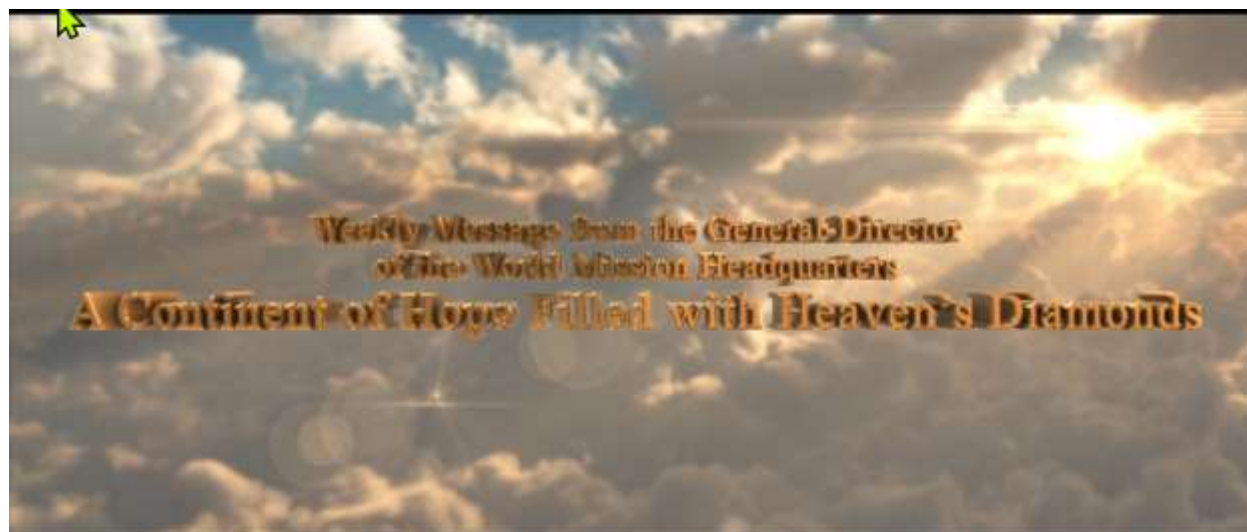 Weekly Message from the General Director
of the World Mission Headquarters
A Continent of Hope Filled with Heaven's Diamonds